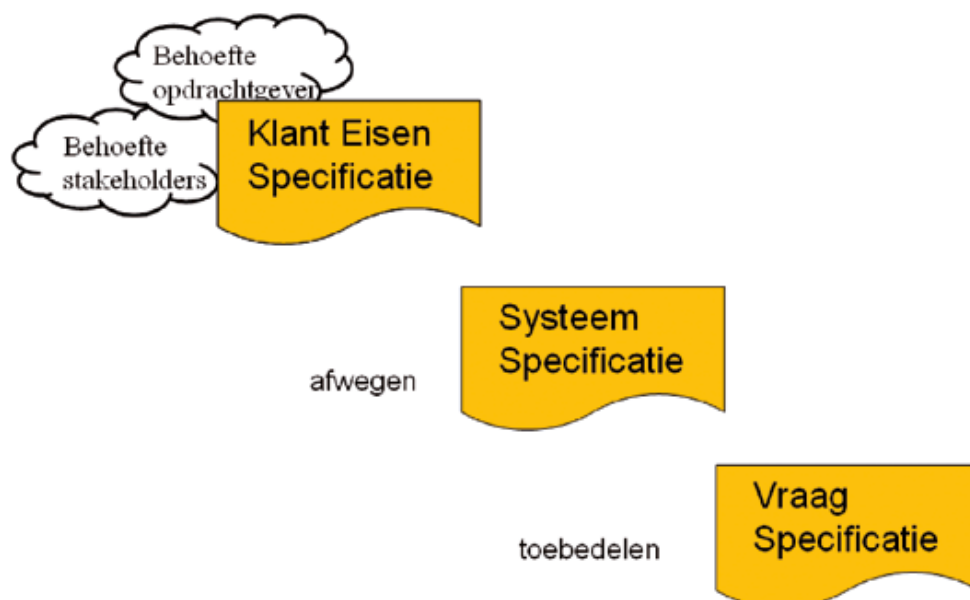 Behoefte
opdrachtgever
Behoefte
stakeholders
Klant Eisen
Specificatie
Systeem
Specificatie
afwegen
Vraag
Specificatie
toebedelen